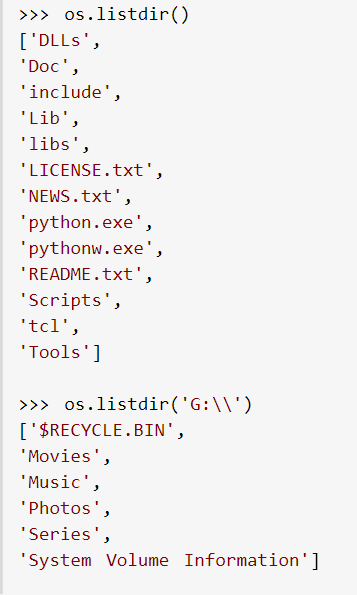 >>> os.listdir()
['DLLs',
'Doc',
'include',
'Lib',
'libs',
'LICENSE.txt',
'NEWS.txt',
'python.exe',
'pythonw.exe',
'README.txt',
'Scripts',
'tcl',
'Tools']
>>> os.listdir('G:\\')
['$RECYCLE.BIN',
'Movies',
'Music',
'Photos',
'Series',
'System Volume Information']